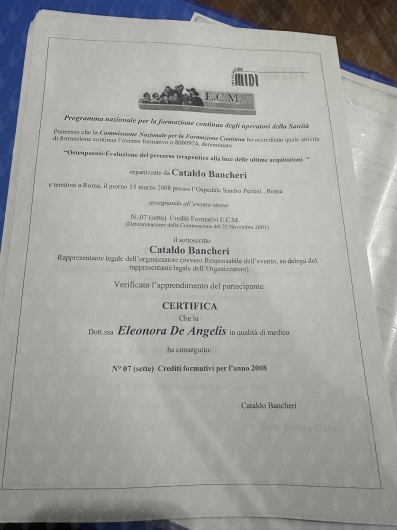 MIDI
E.C.M.
Programma nazionale per la formazione continua degli operatori della Sanità
Premesso che la Commissione Nazionale per la Formazione Continua ha accreditato quale attività
di formazione continua l'evento formativo n.8000974, denominato
"Osteoporosi:Evoluzione del percorso terapeutico alla luce delle ultime acquisizioni "
organizzato da Cataldo Bancheri
e tenutosi a Roma, il giorno 15 marzo 2008 presso l'Ospedale Sandro Pertini , Roma
assegnando all'evento stesso
N. 07 (sette) Crediti Formativi E.C.M.
(Determinazione della Commissione del 22 Novembre 2001)
il sottoscritto
Cataldo Bancheri
Rappresentante legale dell'organizzatore (ovvero Responsabile dell'evento, su delega del
rappresentante legale dell'Organizzatore)
Verificato l'apprendimento del partecipante
CERTIFICA
Che la
Dott.ssa Eleonora De Angelis in qualità di medico
ha conseguito:
N° 07 (sette) Crediti formativi per l'anno 2008
Cataldo Bancheri